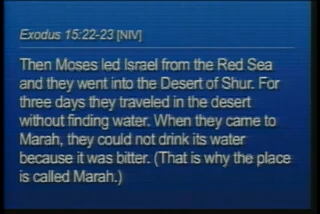 Exodus 15:22-23 [NIV]
Then Moses led Israel from the Red Sea
and they went into the Desert of Shur. For
three days they traveled in the desert
without finding water. When they came to
Marah, they could not drink its water
because it was bitter. (That is why the place
is called Marah.)